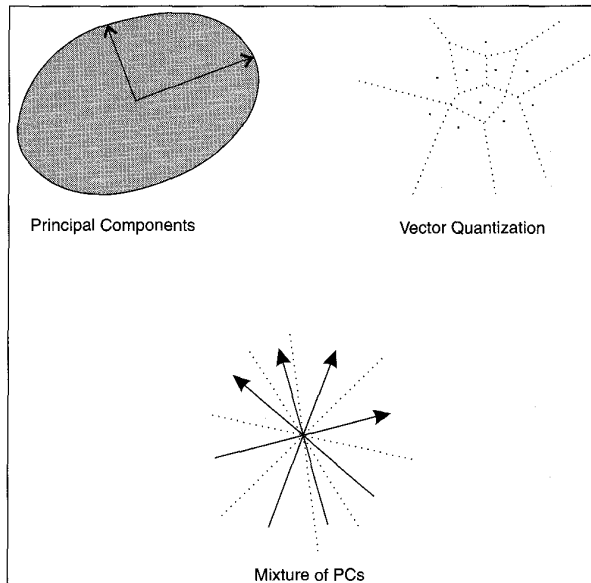 Principal Components
Vector Quantization
Mixture of PCs